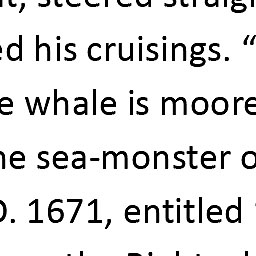 , steered straig
ed his cruisings. “
e whale is moore
he sea-monster o
D. 1671, entitled